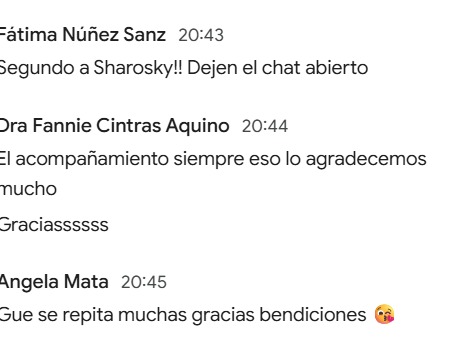 Fátima Núñez Sanz 20:43
Segundo a Sharosky!! Dejen el chat abierto
Dra Fannie Cintras Aquino 20:44
El acompañamiento siempre eso lo agradecemos
mucho
Graciassssss
Angela Mata 20:45
Gue se repita muchas gracias bendiciones 😘